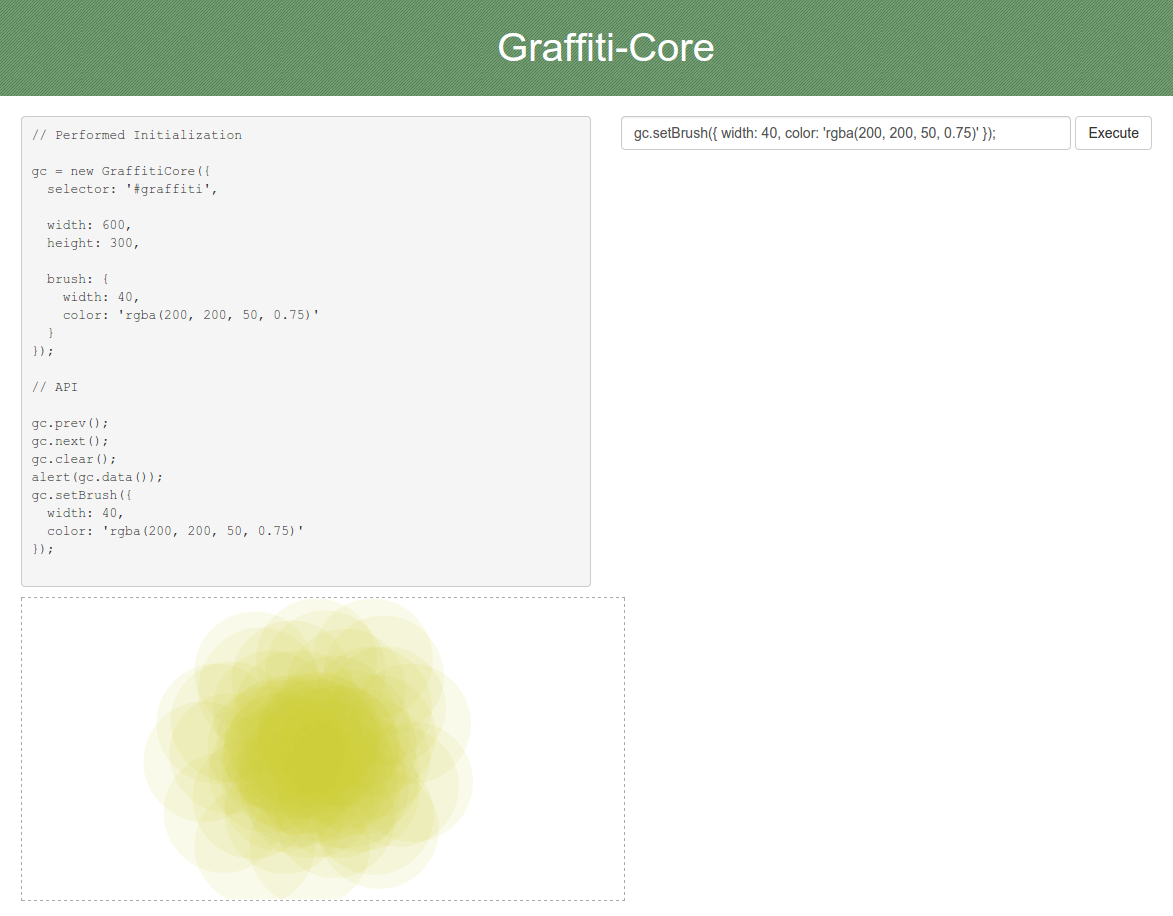 Graffiti-Core
// Performed Initialization
gc = new GraffitiCore({
selector: '#graffiti',
width: 600,
height: 300,
brush: {
width: 40,
color: 'rgba(200, 200, 50, 0.75)'
}
});
// API
gc.prev();
gc.next();
gc.clear();
alert(gc.data());
gc.setBrush({
width: 40,
color: 'rgba(200, 200, 50, 0.75)'
});
gc.setBrush({ width: 40, color: 'rgba(200, 200, 50, 0.75)' });
Execute